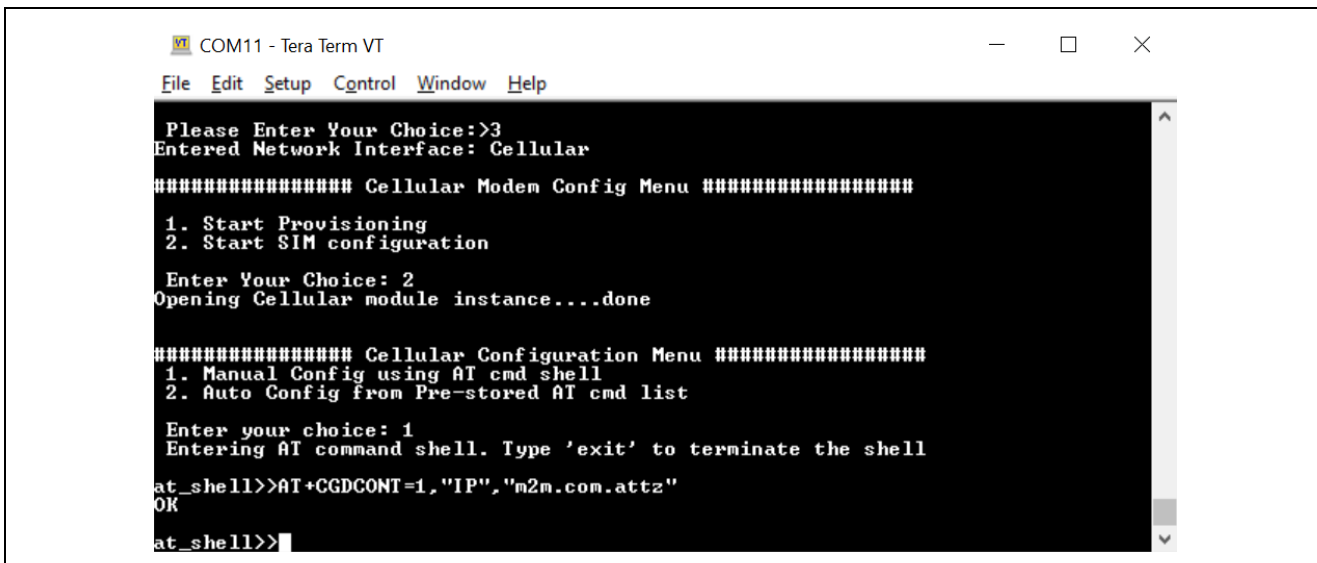 COM11 - Tera Term VT
File Edit Setup Control Window Help
Please Enter Your Choice:>3
Entered Network Interface: Cellular
################ Cellular Modem Config Menu #################
1. Start Provisioning
2. Start SIM configuration
Enter Your Choice: 2
Opening Cellular module instance....done
################ Cellular Configuration Menu #################
1. Manual Config using AT cmd shell
2. Auto Config from Pre-stored AT cmd list
Enter your choice: 1
Entering AT command shell. Type 'exit' to terminate the shell
at_shell>>AT+CGDCONT=1,"IP","m2m.com.attz"
OK
at_shell>>